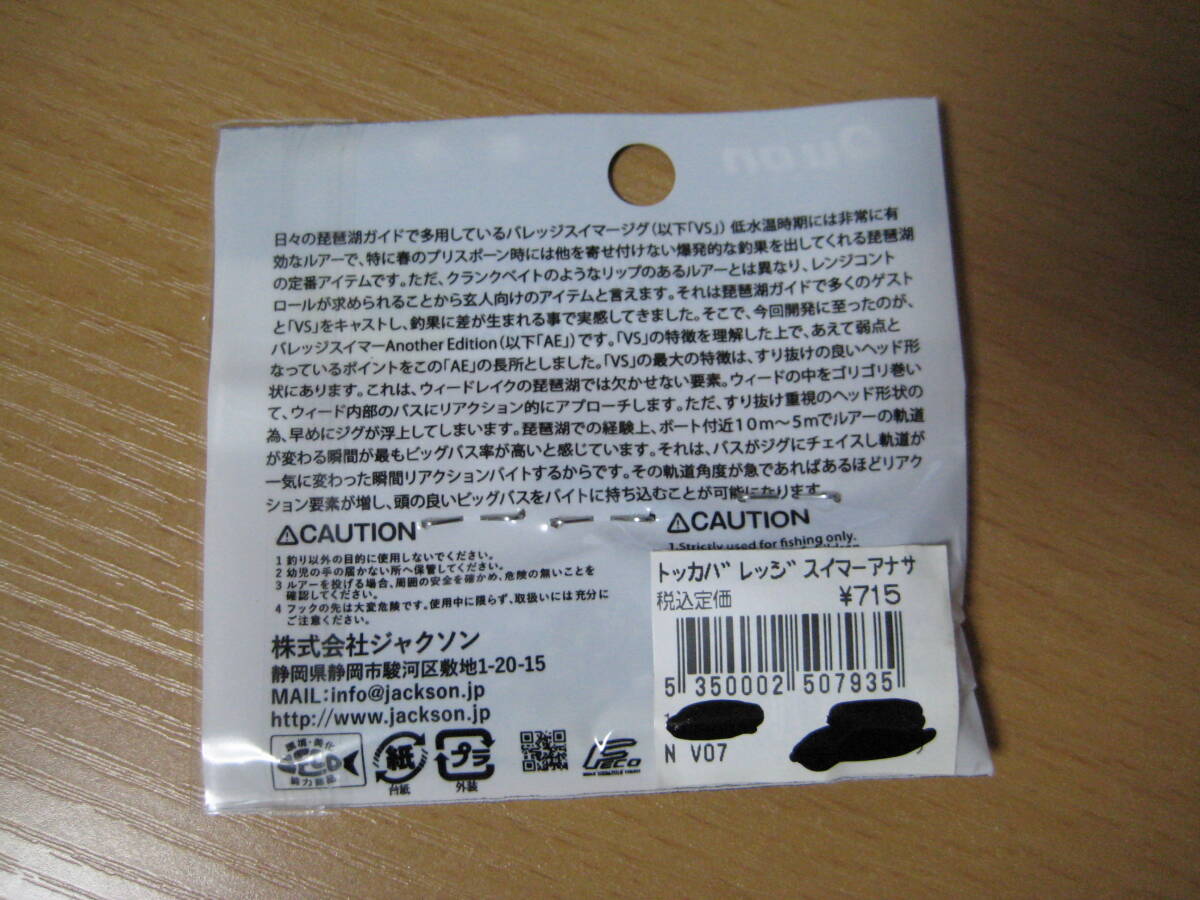 日々の琵琶湖ガイドで多用しているバレッジスイマージグ(以下「VS」) 低水温時期には非常に有
効なルアーで、特に春のプリスポーン時には他を寄せ付けない爆発的な釣果を出してくれる琵琶湖
の定番アイテムです。ただ、クランクベイトのようなリップのあるルアーとは異なり、レンジコント
ロールが求められることから玄人向けのアイテムと言えます。それは琵琶湖ガイドで多くのゲスト
と「VS」をキャストし、釣果に差が生まれる事で実感してきました。そこで、今回開発に至ったのが、
バレッジスイマーAnother Edition(以下「AE」)です。「VS」の特徴を理解した上で、あえて弱点と
なっているポイントをこの「AE」の長所としました。「VS」の最大の特徴は、すり抜けの良いヘッド形
状にあります。これは、ウィードレイクの琵琶湖では欠かせない要素。ウィードの中をゴリゴリ巻い
て、ウィード内部のバスにリアクション的にアプローチします。ただ、すり抜け重視のヘッド形状の
為、早めにジグが浮上してしまいます。琵琶湖での経験上、ボート付近10m〜5mでルアーの軌道
が変わる瞬間が最もビッグバス率が高いと感じています。それは、バスがジグにチェイスし軌道が
一気に変わった瞬間リアクションバイトするからです。その軌道角度が急であればあるほどリアク
ション要素が増し、頭の良いビッグバスをバイトに持ち込むことが可能になります。
⚠CAUTION
1 釣り以外の目的に使用しないでください。
2 幼児の手の届かない所へ保管してください。
3 ルアーを投げる場合、周囲の安全を確かめ、危険の無いことを
確認してください。
4 フックの先は大変危険です。使用中に限らず、取扱いには充分に
ご注意ください。
⚠CAUTION
1.Strictly used for fishing only.
株式会社ジャクソン
静岡県静岡市駿河区敷地1-20-15
MAIL:info@jackson.jp
http://www.jackson.jp
環境・美化
ECO
協力商品
紙
台紙
プラ
外装
ECO
トッカバレッジスイマーアナサ
税込定価 ¥715
5 350002 507935
N V07